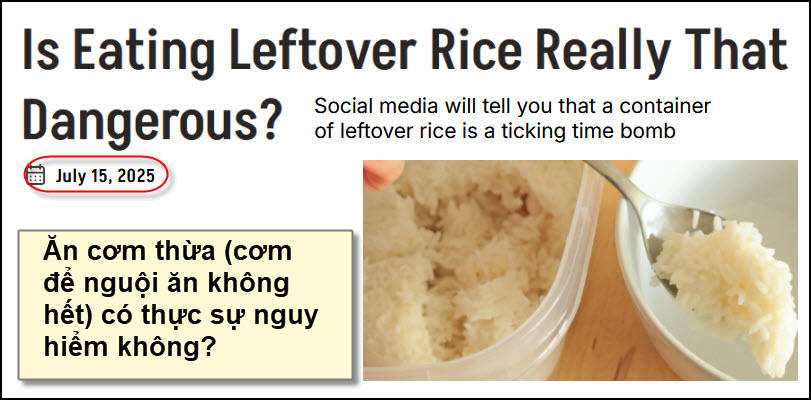 Is Eating Leftover Rice Really That
Dangerous?
Social media will tell you that a container
of leftover rice is a ticking time bomb
July 15, 2025
Ăn cơm thừa (cơm
để nguội ăn không
hết) có thực sự nguy
hiểm không?